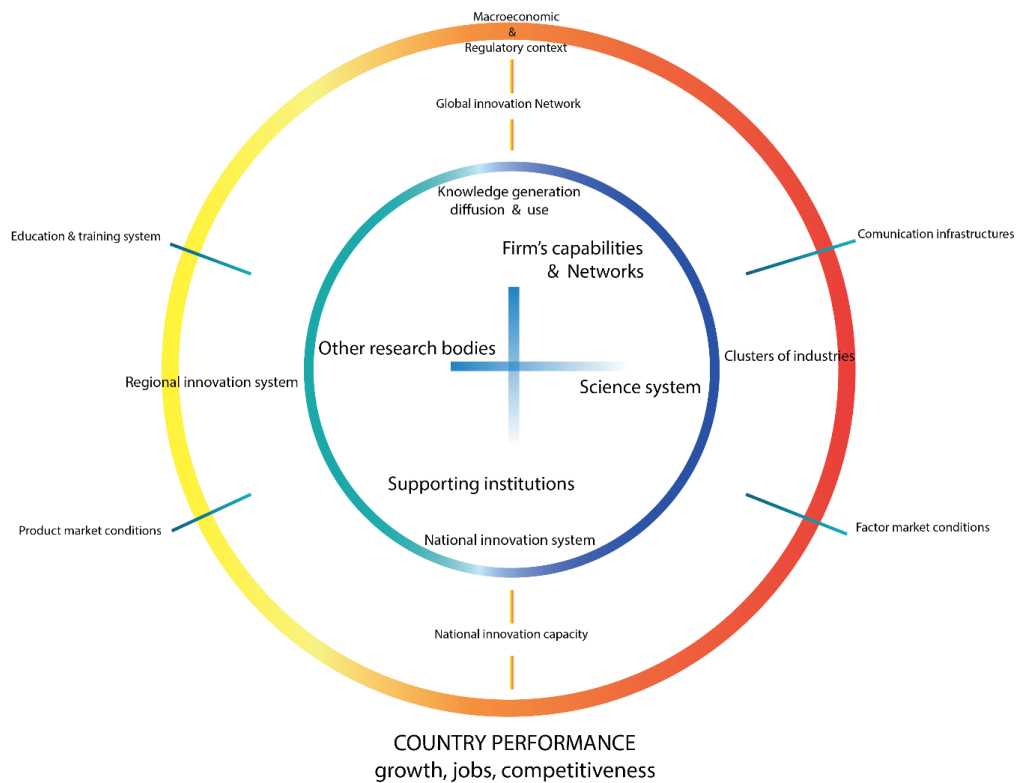 Macroeconomic
&
Regulatory context
Global innovation Network
Knowledge generation
diffusion & use
Education & training system
Comunication infrastructures
Firm's capabilities
& Networks
Other research bodies
Clusters of industries
Regional innovation system
Science system
Supporting institutions
Product market conditions
Factor market conditions
National innovation system
National innovation capacity
COUNTRY PERFORMANCE
growth, jobs, competitiveness